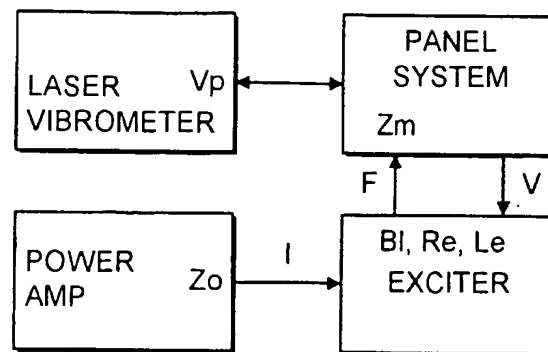 LASER Vp
VIBROMETER
PANEL
SYSTEM
Zm
F V
POWER Zo
AMP
I
Bl, Re, Le
EXCITER